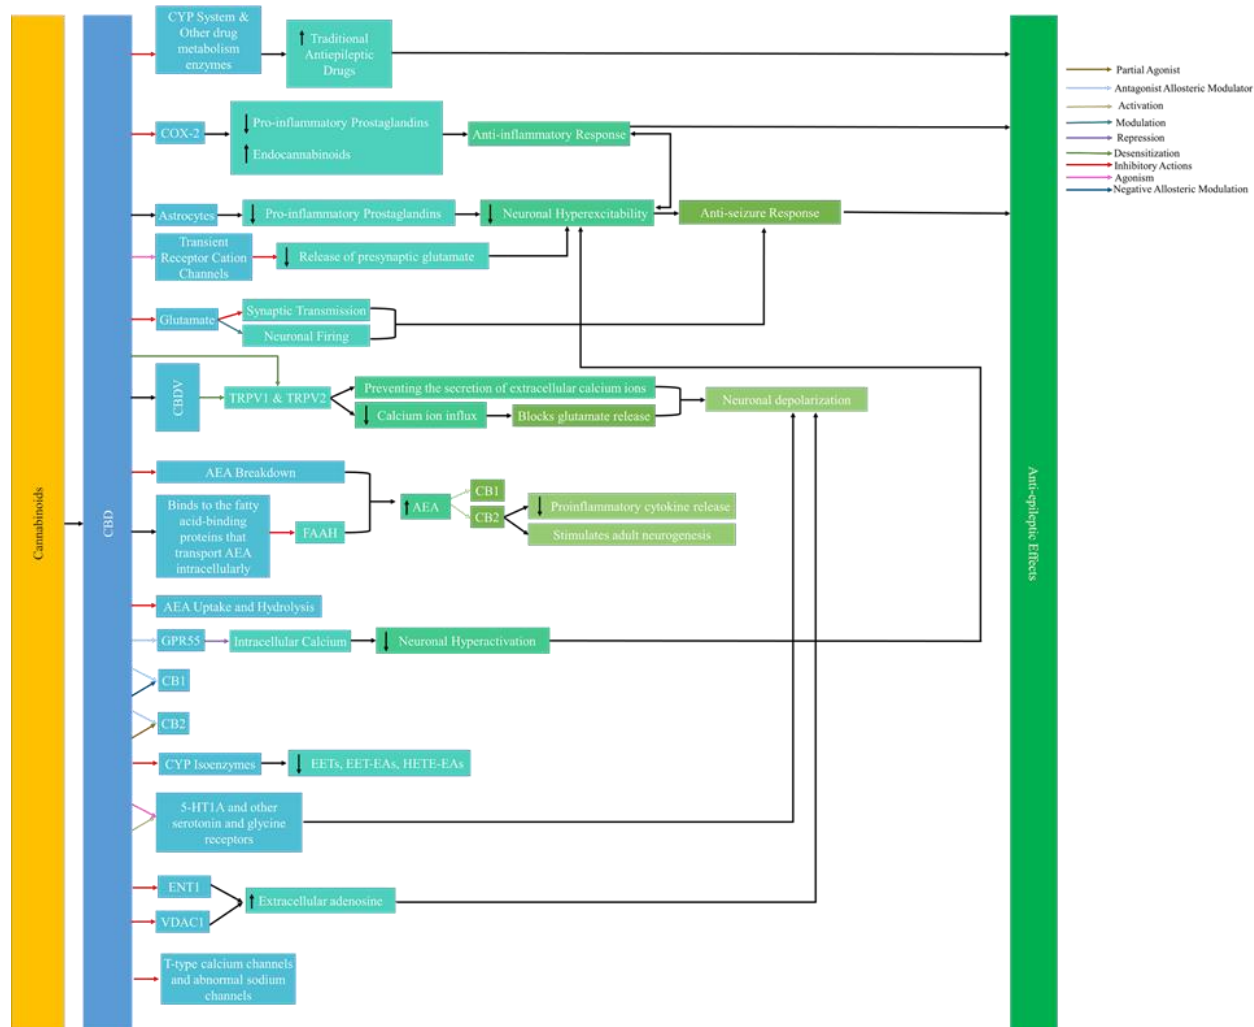 Cannabinoids
CBD
CYP System &
Other drug
metabolism
enzymes
Traditional
Antiepileptic
Drugs
COX-2
Pro-inflammatory Prostaglandins
Endocannabinoids
Anti-inflammatory Response
Astrocytes
Pro-inflammatory Prostaglandins
Neuronal Hyperexcitability
Anti-seizure Response
Transient
Receptor Cation
Channels
Release of presynaptic glutamate
Glutamate
Synaptic Transmission
Neuronal Firing
CBDV
TRPV1 & TRPV2
Preventing the secretion of extracellular calcium ions
Calcium ion influx
Blocks glutamate release
Neuronal depolarization
AEA Breakdown
Binds to the fatty
acid-binding
proteins that
transport AEA
intracellularly
FAAH
AEA
CB1
CB2
Proinflammatory cytokine release
Stimulates adult neurogenesis
AEA Uptake and Hydrolysis
GPR55
Intracellular Calcium
Neuronal Hyperactivation
CB1
CB2
CYP Isoenzymes
EETs, EET-EAs, HETE-EAs
5-HT1A and other
serotonin and glycine
receptors
ENT1
VDAC1
Extracellular adenosine
T-type calcium channels
and abnormal sodium
channels
Anti-epileptic Effects
Partial Agonist
Antagonist Allosteric Modulator
Activation
Modulation
Repression
Desensitization
Inhibitory Actions
Agonism
Negative Allosteric Modulation